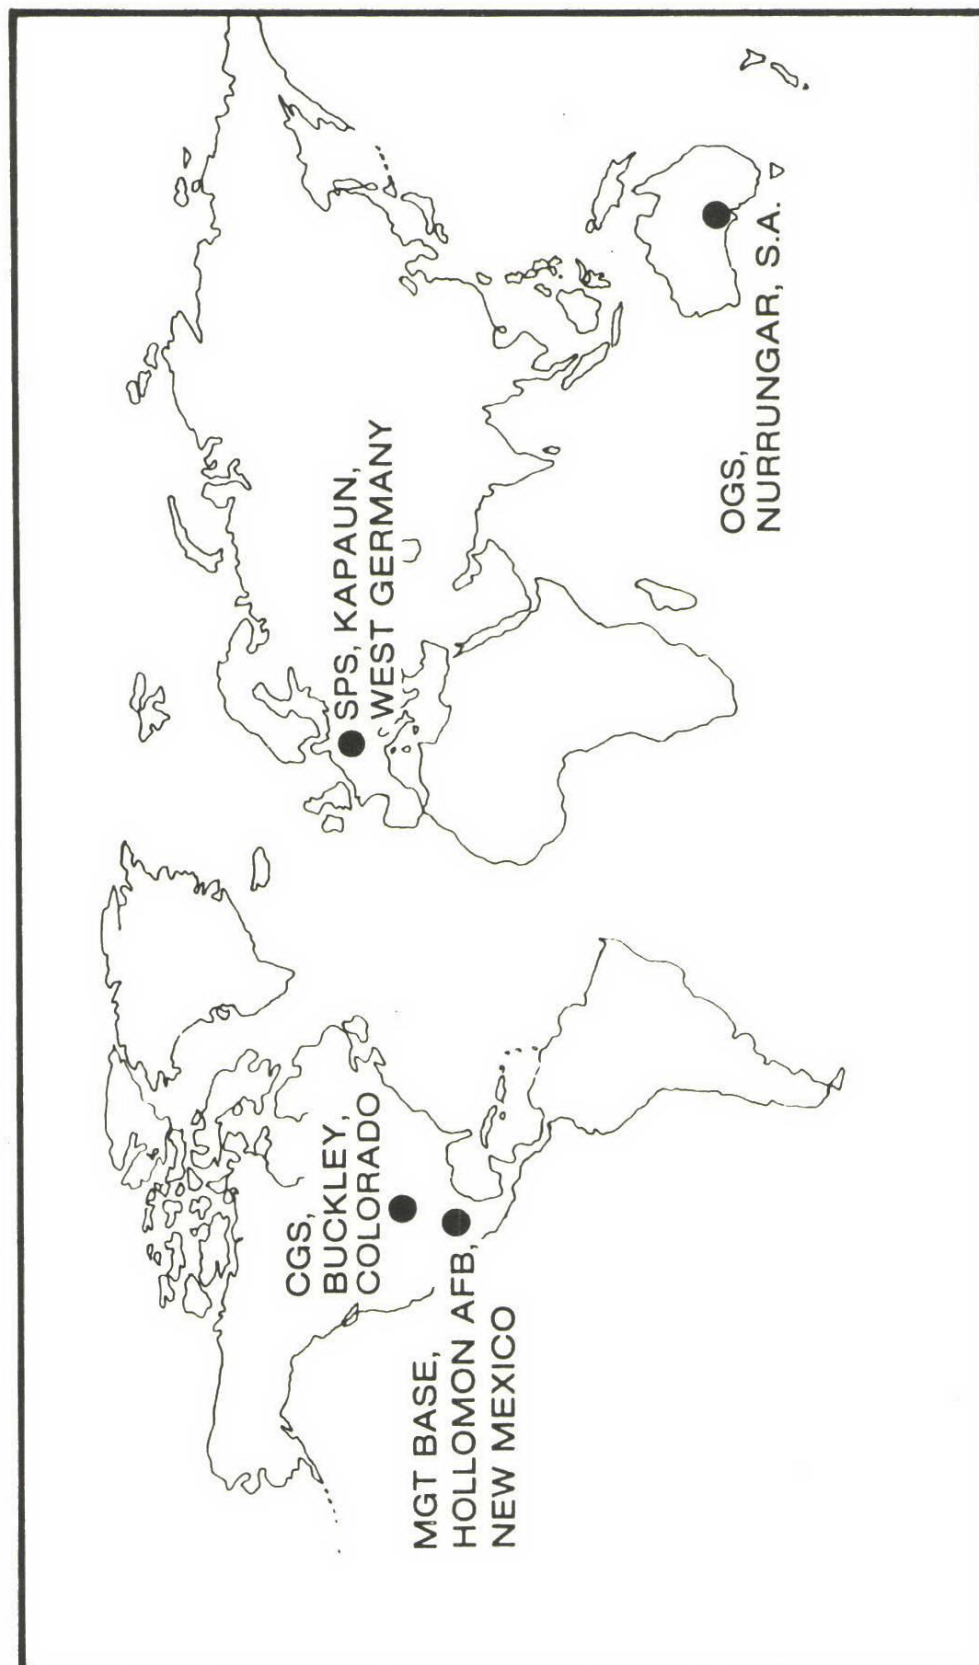 CGS,
BUCKLEY,
COLORADO
MGT BASE,
HOLLOMON AFB,
NEW MEXICO
SPS, KAPAUN,
WEST GERMANY
OGS,
NURRUNGAR, S.A.